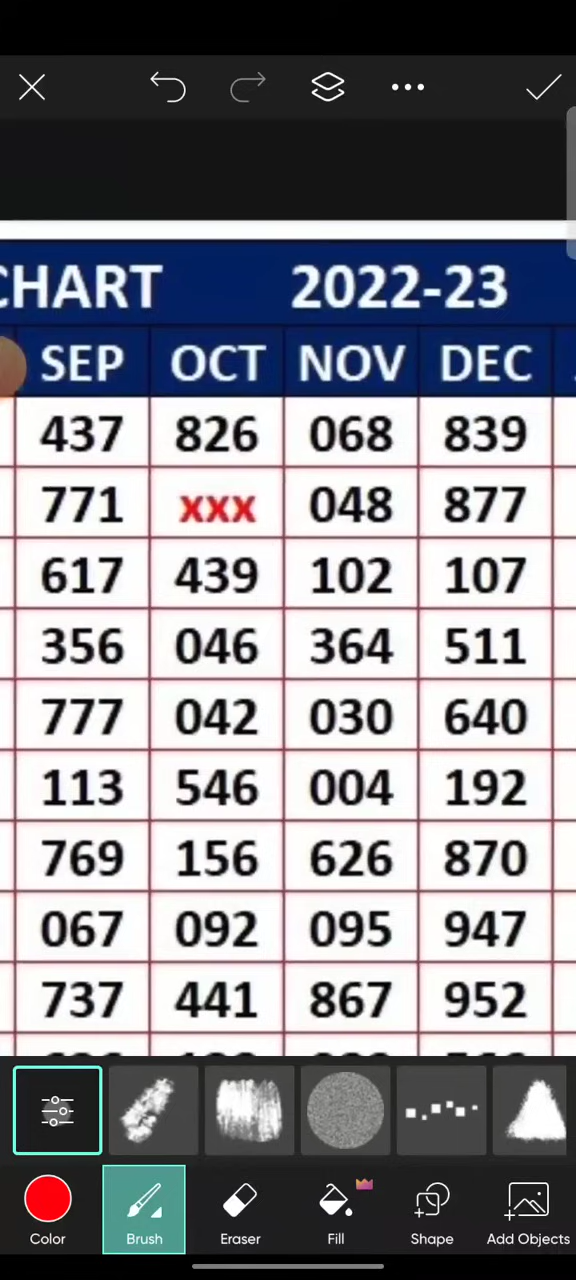 CHART 2022-23
SEP OCT NOV DEC
437 826 068 839
771 xxx 048 877
617 439 102 107
356 046 364 511
777 042 030 640
113 546 004 192
769 156 626 870
067 092 095 947
737 441 867 952
Color Brush Eraser Fill Shape Add Objects